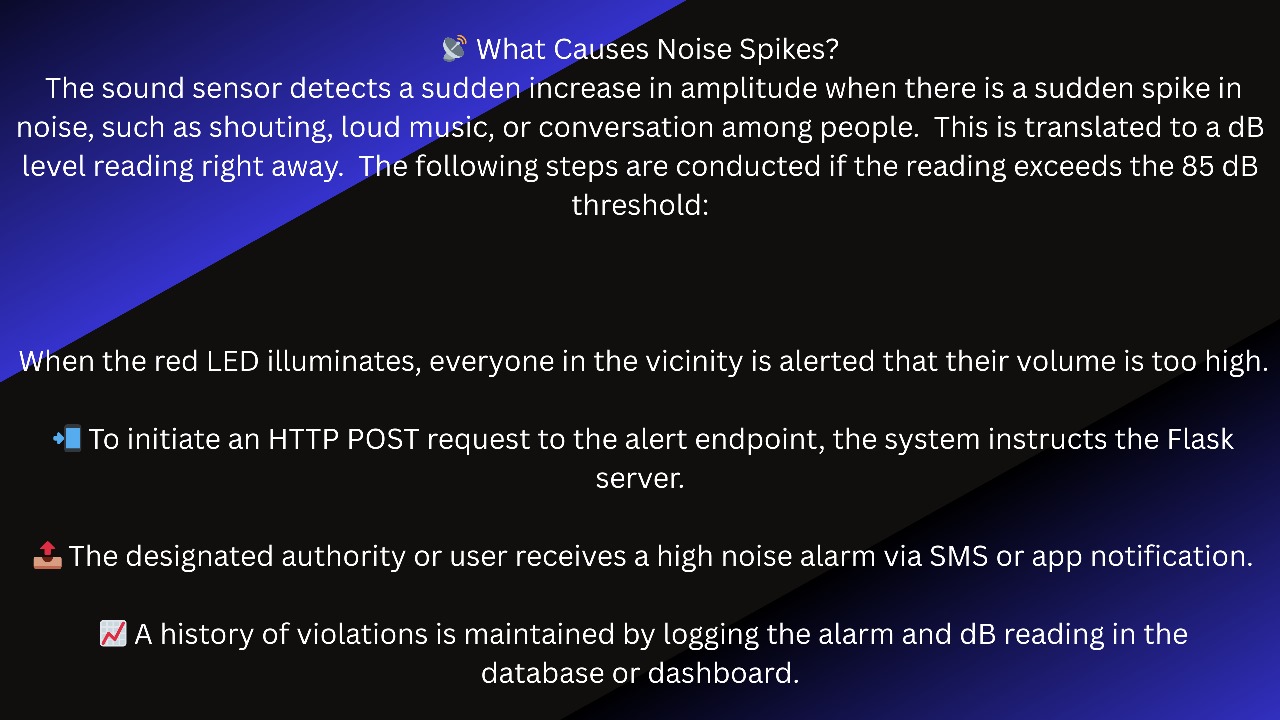 📡 What Causes Noise Spikes?
The sound sensor detects a sudden increase in amplitude when there is a sudden spike in
noise, such as shouting, loud music, or conversation among people.  This is translated to a dB
level reading right away.  The following steps are conducted if the reading exceeds the 85 dB
threshold:
When the red LED illuminates, everyone in the vicinity is alerted that their volume is too high.
📲 To initiate an HTTP POST request to the alert endpoint, the system instructs the Flask
server.
📤 The designated authority or user receives a high noise alarm via SMS or app notification.
📈 A history of violations is maintained by logging the alarm and dB reading in the
database or dashboard.